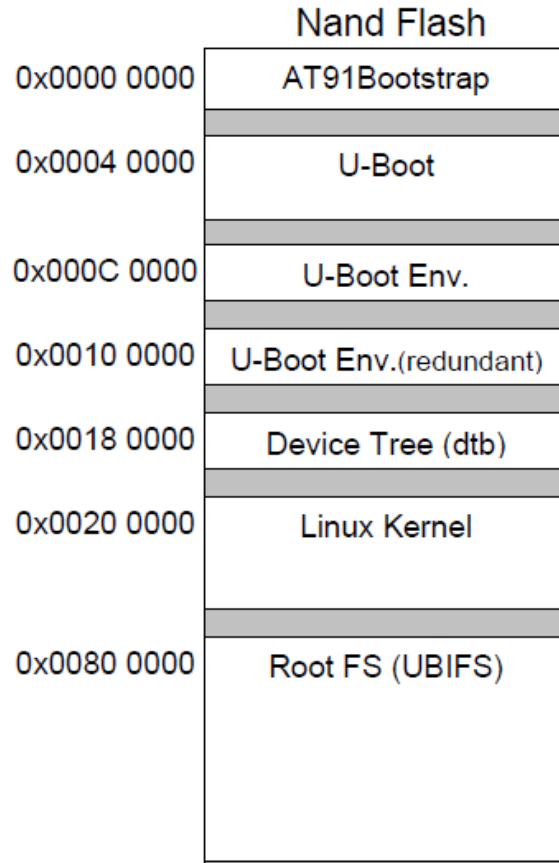 Nand Flash
0x0000 0000 AT91Bootstrap
0x0004 0000 U-Boot
0x000C 0000 U-Boot Env.
0x0010 0000 U-Boot Env.(redundant)
0x0018 0000 Device Tree (dtb)
0x0020 0000 Linux Kernel
0x0080 0000 Root FS (UBIFS)